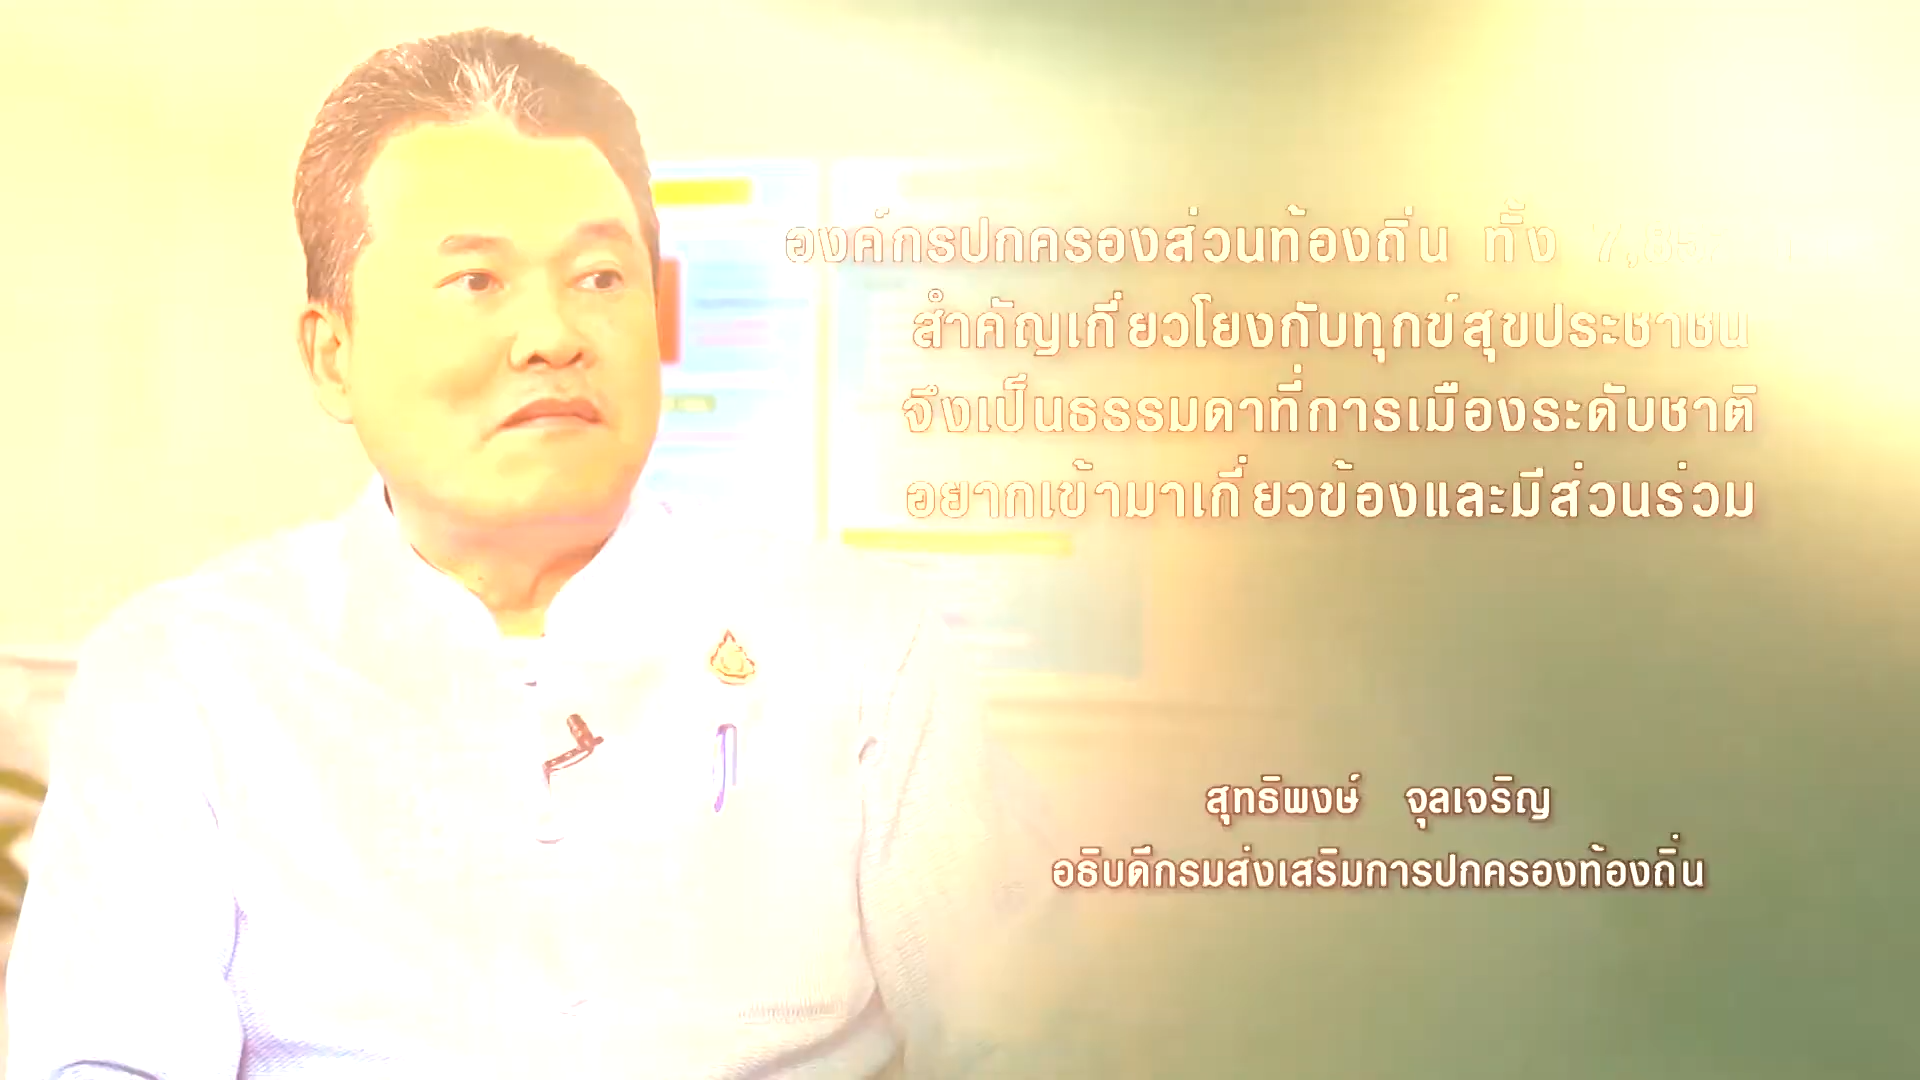 องค์กรปกครองส่วนท้องถิ่น ทั้ง
สำคัญเกี่ยวโยงกับทุกข์สุขประชาชน
จึงเป็นธรรมดาที่การเมืองระดับชาติ
อยากเข้ามาเกี่ยวข้องและมีส่วนร่วม
สุทธิพงษ์ จุลเจริญ
อธิบดีกรมส่งเสริมการปกครองท้องถิ่น